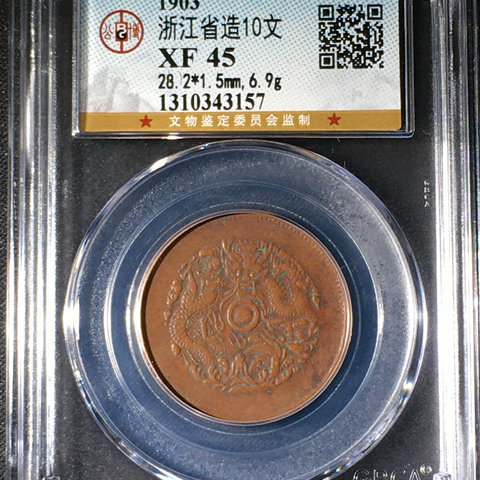 1903
浙江省造10文
XF 45
28.2*1.5mm,6.9g
1310343157
★ 文物鉴定委员会监制 ★